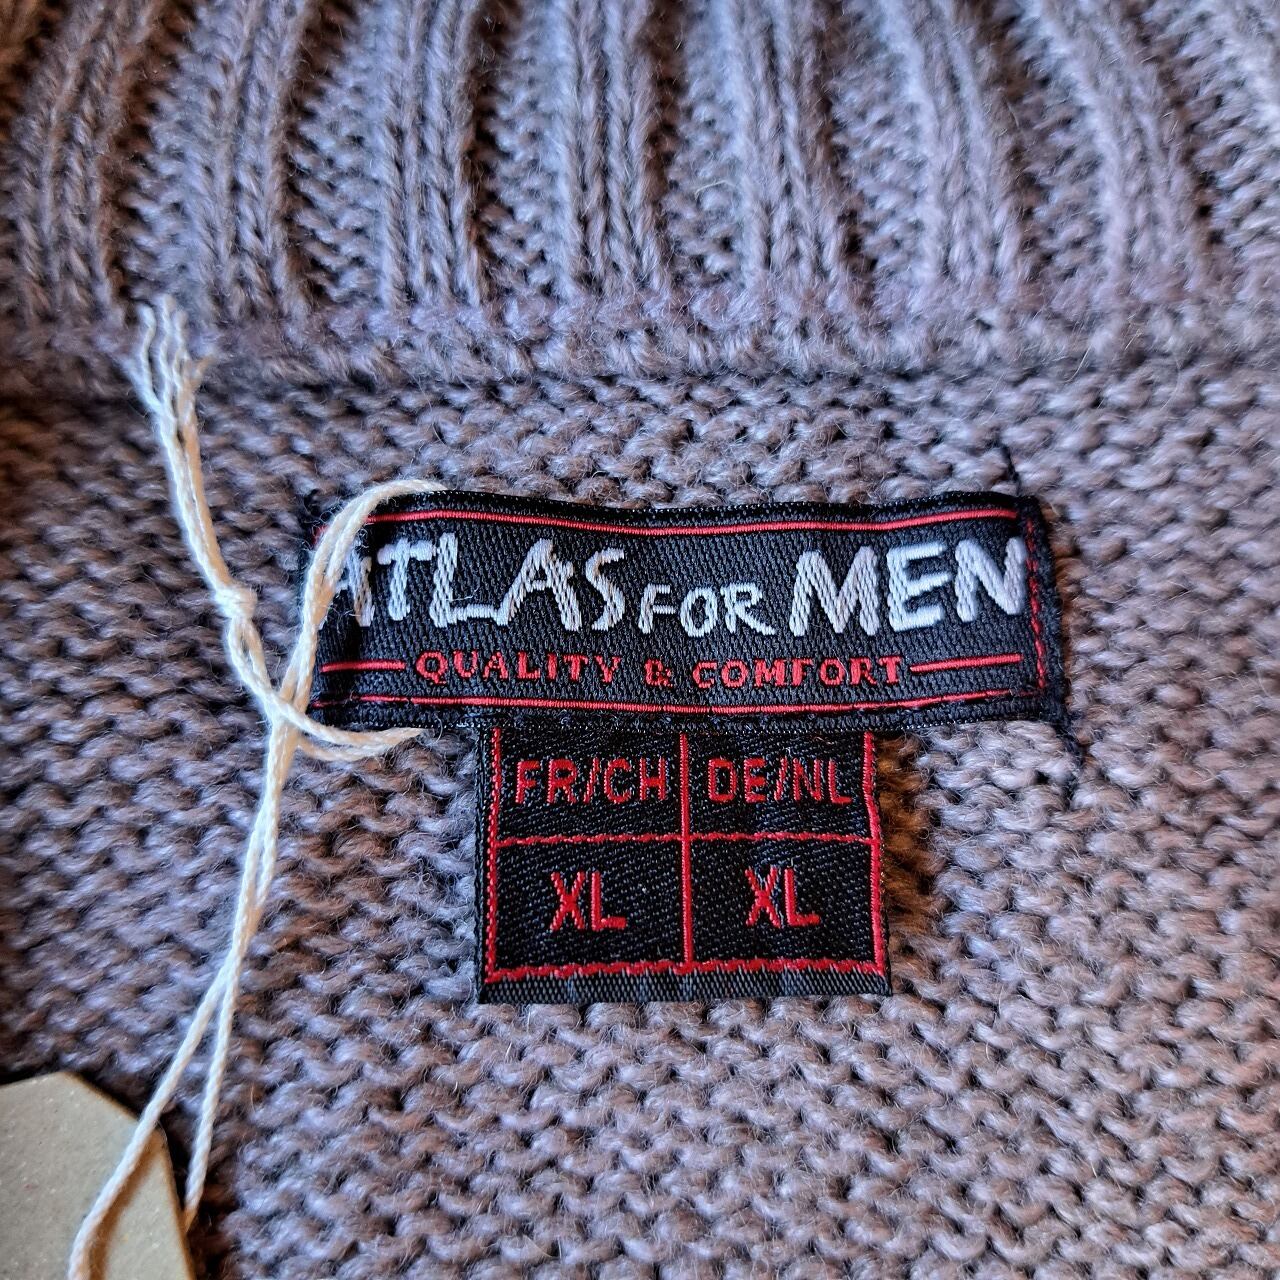 ATLAS FOR MEN
QUALITY & COMFORT
FR/CH DE/NL
XL XL